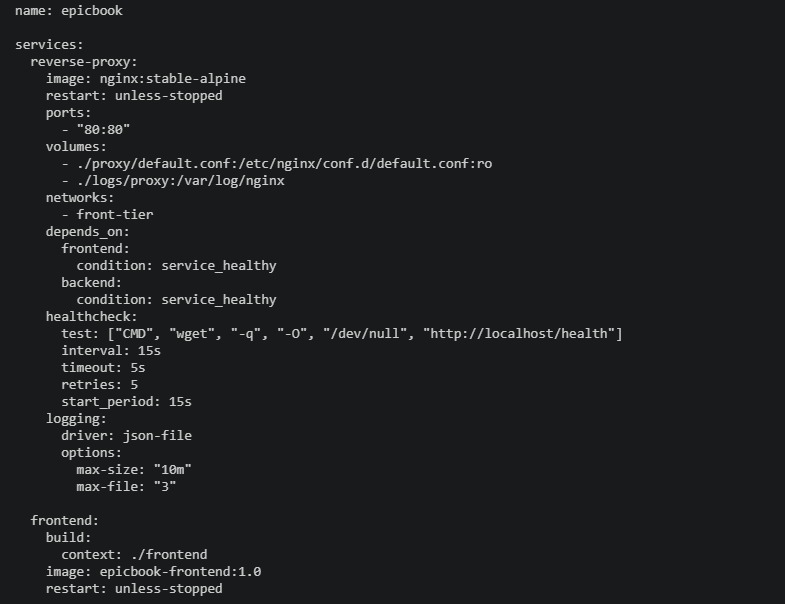 name: epicbook

services:
  reverse-proxy:
    image: nginx:stable-alpine
    restart: unless-stopped
    ports:
      - "80:80"
    volumes:
      - ./proxy/default.conf:/etc/nginx/conf.d/default.conf:ro
      - ./logs/proxy:/var/log/nginx
    networks:
      - front-tier
    depends_on:
      frontend:
        condition: service_healthy
      backend:
        condition: service_healthy
    healthcheck:
      test: ["CMD", "wget", "-q", "-O", "/dev/null", "http://localhost/health"]
      interval: 15s
      timeout: 5s
      retries: 5
      start_period: 15s
    logging:
      driver: json-file
      options:
        max-size: "10m"
        max-file: "3"

  frontend:
    build:
      context: ./frontend
    image: epicbook-frontend:1.0
    restart: unless-stopped